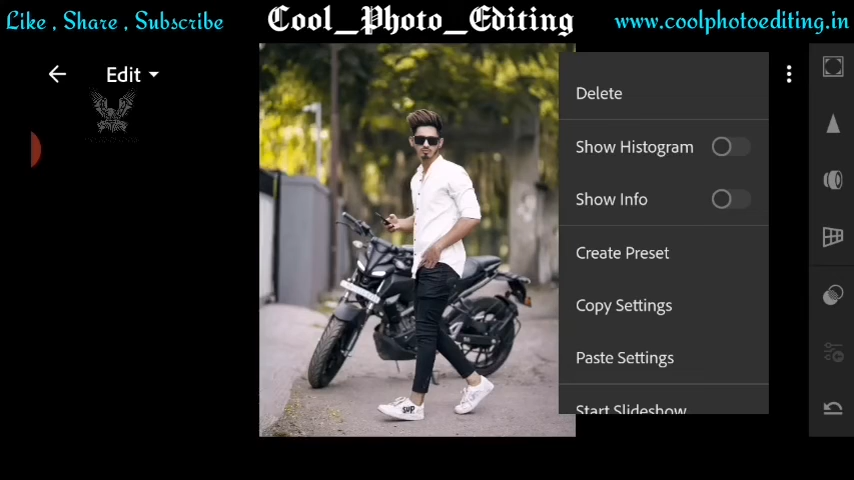 Like , Share , Subscribe
Cool_Photo_Editing
www.coolphotoediting.in
Edit
Delete
Show Histogram
Show Info
Create Preset
Copy Settings
Paste Settings
Start Slideshow
SUP